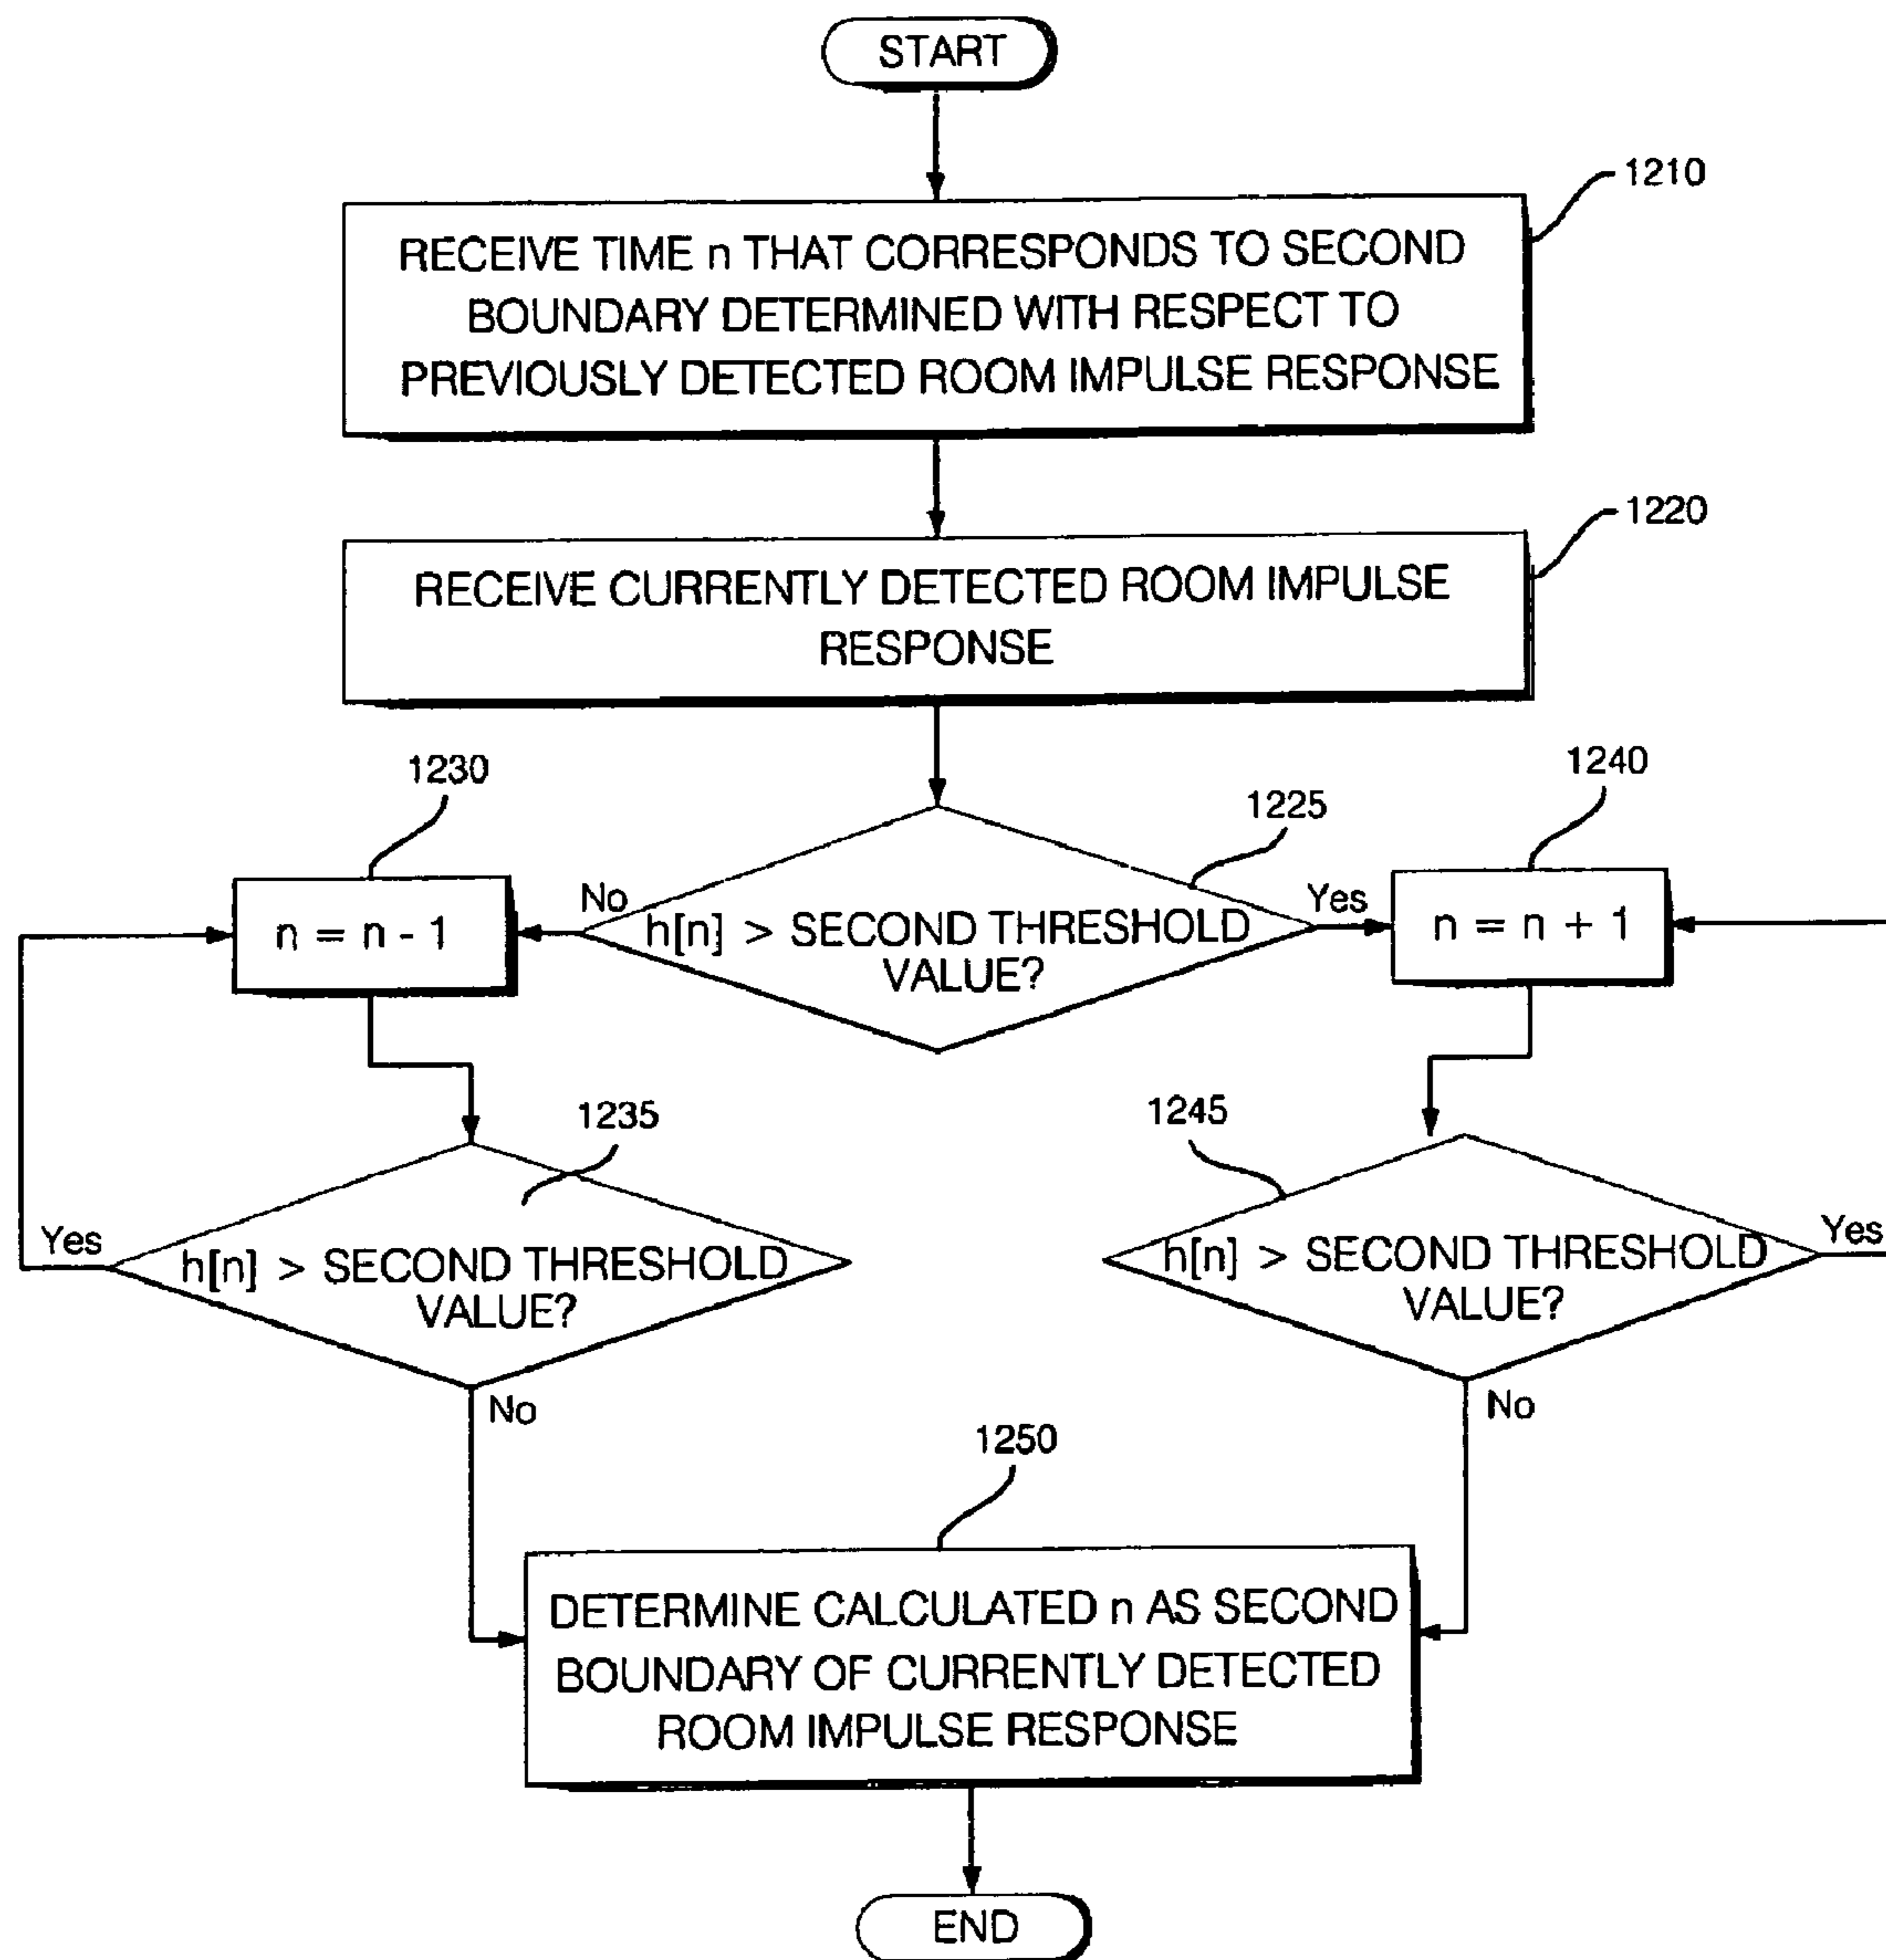 START
1210
RECEIVE TIME n THAT CORRESPONDS TO SECOND
BOUNDARY DETERMINED WITH RESPECT TO
PREVIOUSLY DETECTED ROOM IMPULSE RESPONSE
1220
RECEIVE CURRENTLY DETECTED ROOM IMPULSE
RESPONSE
1230
1225
1240
n = n - 1
No
h[n] > SECOND THRESHOLD
VALUE?
Yes
n = n + 1
1235
1245
Yes
h[n] > SECOND THRESHOLD
VALUE?
No
h[n] > SECOND THRESHOLD
VALUE?
Yes
No
1250
DETERMINE CALCULATED n AS SECOND
BOUNDARY OF CURRENTLY DETECTED
ROOM IMPULSE RESPONSE
END